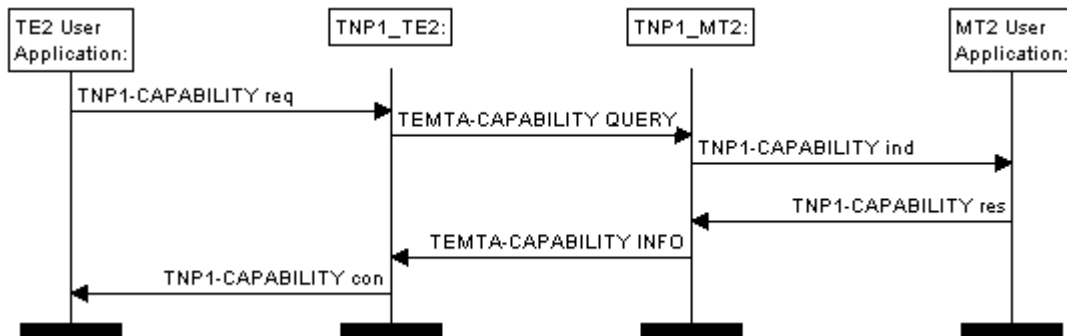 TE2 User
Application:
TNP1_TE2:
TNP1_MT2:
MT2 User
Application:
TNP1-CAPABILITY req
TEMTA-CAPABILITY QUERY
TNP1-CAPABILITY ind
TNP1-CAPABILITY res
TEMTA-CAPABILITY INFO
TNP1-CAPABILITY con